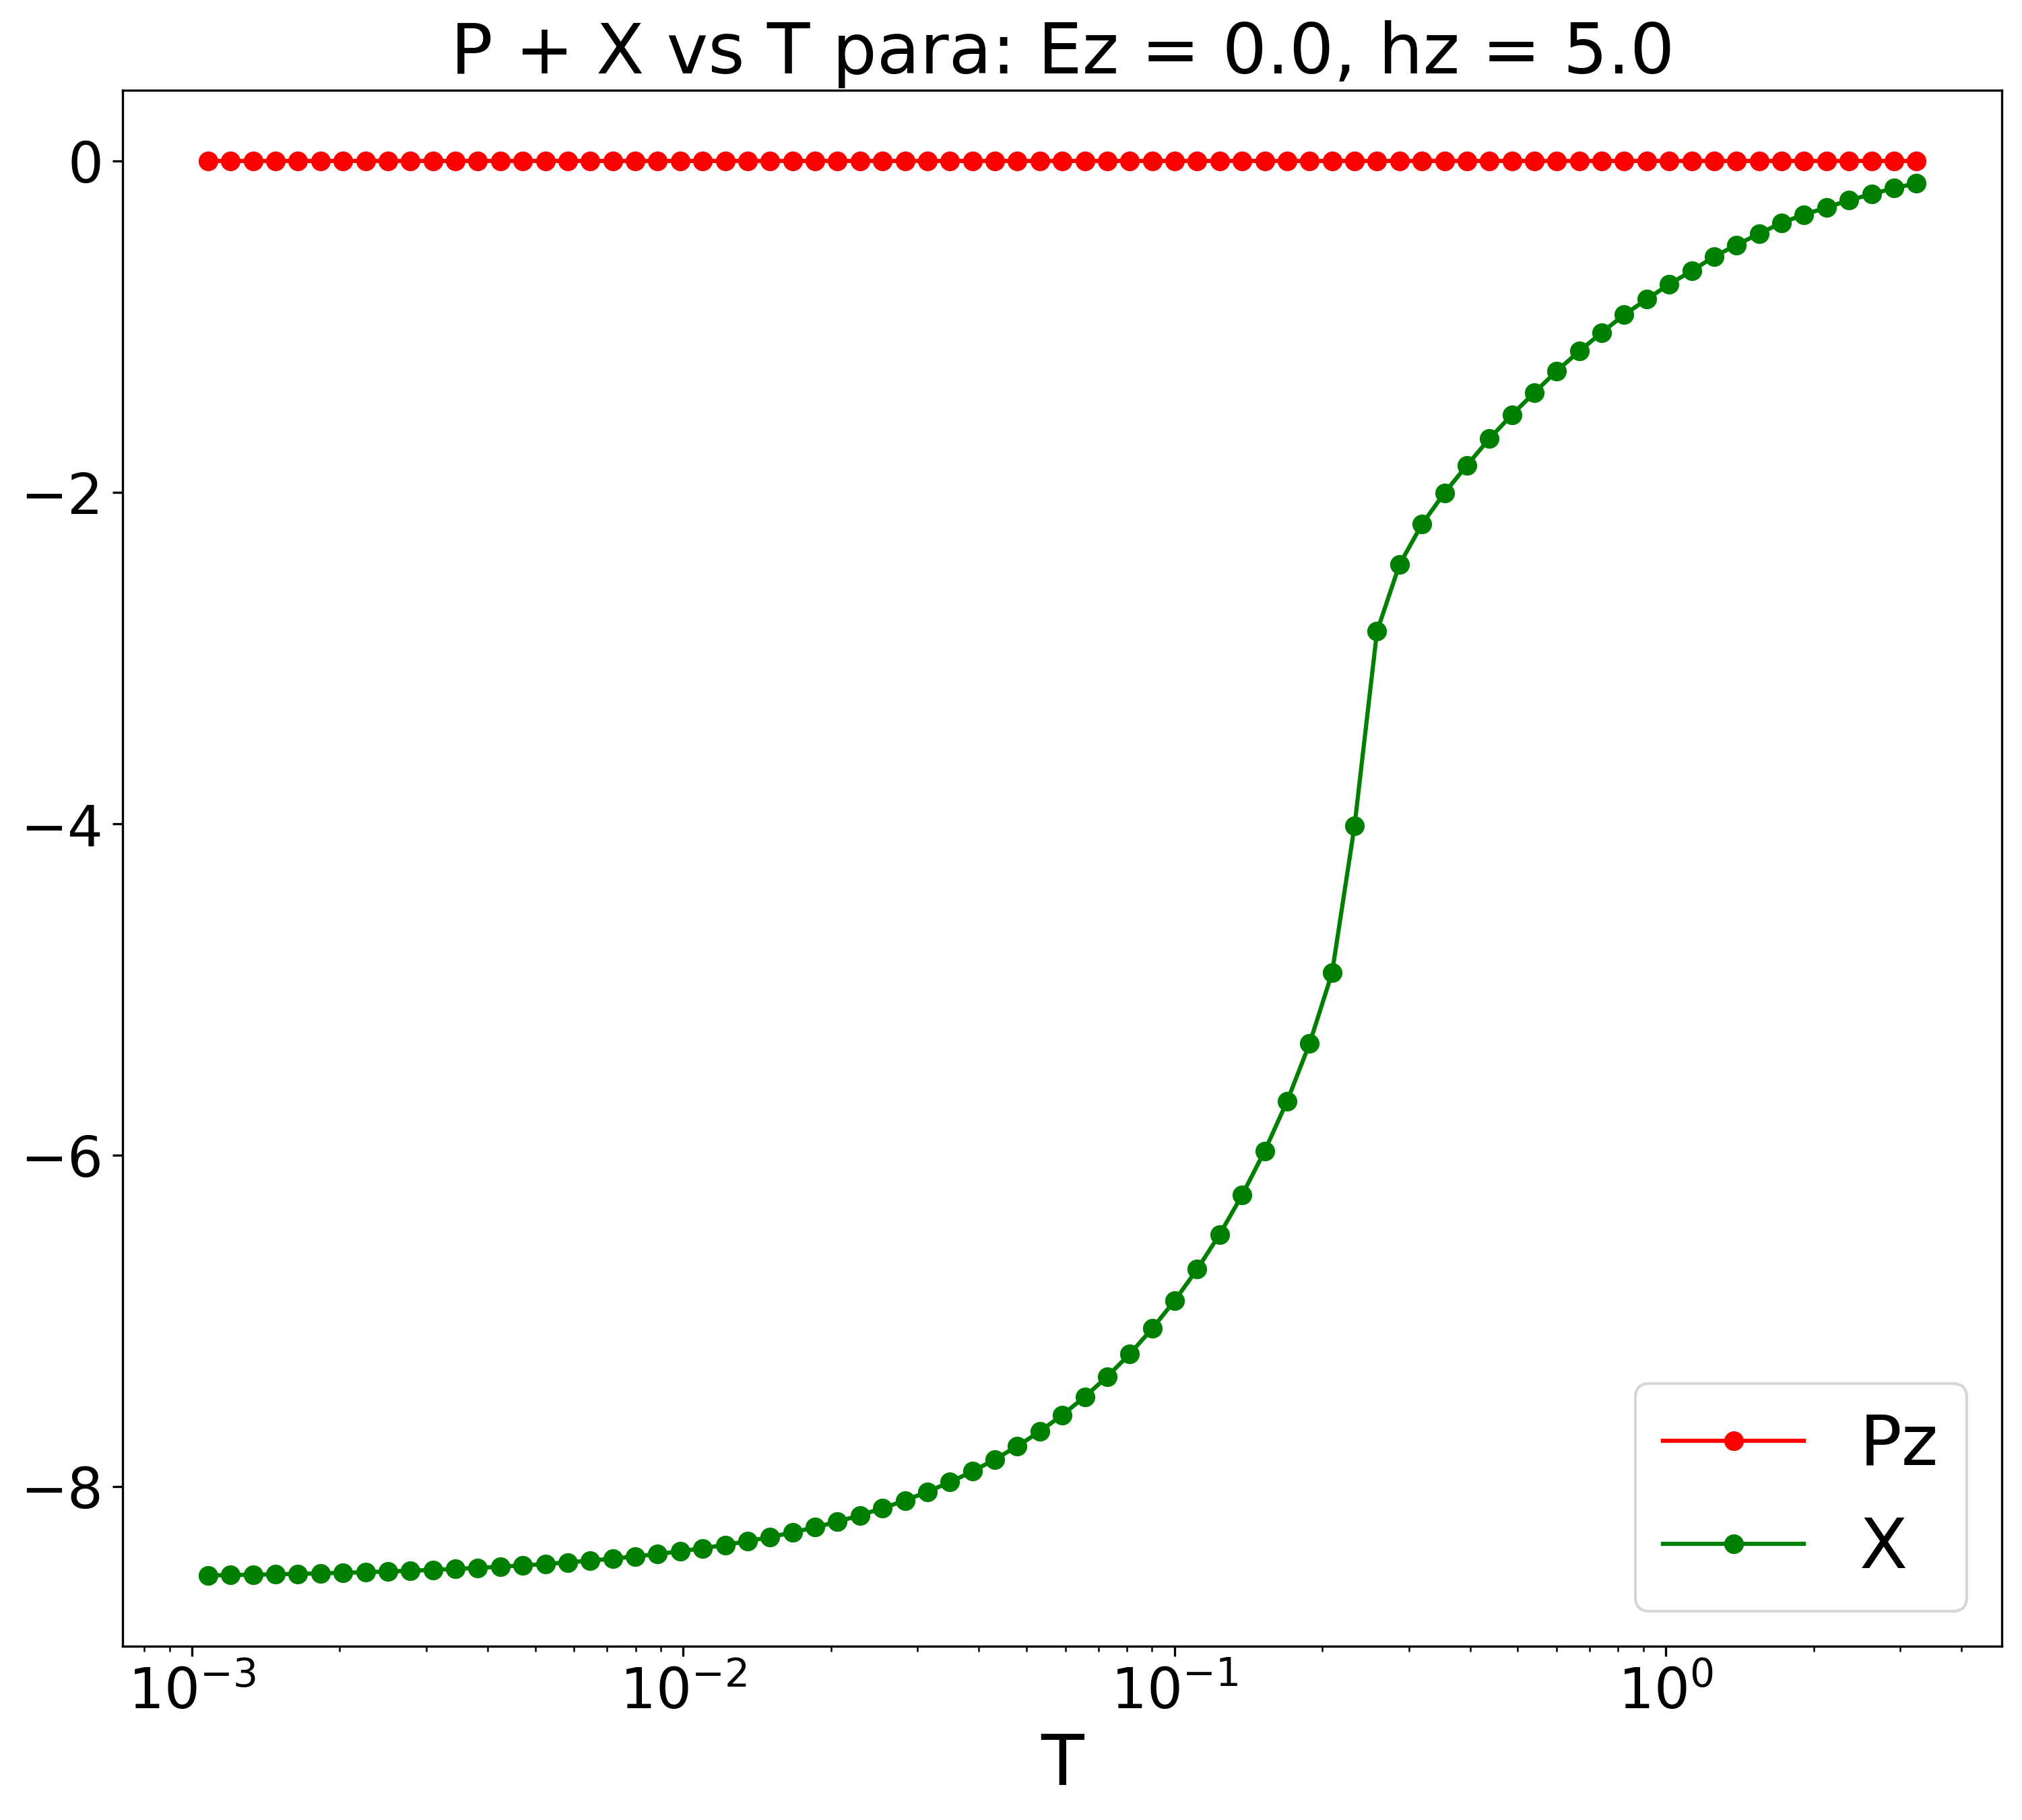 P + X vs T para: Ez = 0.0, hz = 5.0
0
−2
−4
−6
−8
10⁻³ 10⁻² 10⁻¹ 10⁰
T
Pz
X